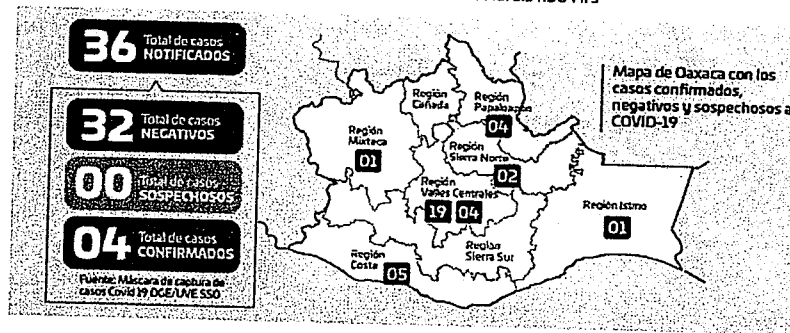 36 Total de casos
NOTIFICADOS
32 Total de casos
NEGATIVOS
00 Total de casos
SOSPECHOSOS
04 Total de casos
CONFIRMADOS
Fuente: Máscara de captura de
casos Covid 19 DGE/UVE SSO
Región
Cañada
Región
Papaloapan
04
Región
Mixteca
01
Región
Sierra Norte
02
Región
Valles Centrales
19 04
Región Istmo
01
Región
Costa 05
Región
Sierra Sur
Mapa de Oaxaca con los
casos confirmados,
negativos y sospechosos a
COVID-19